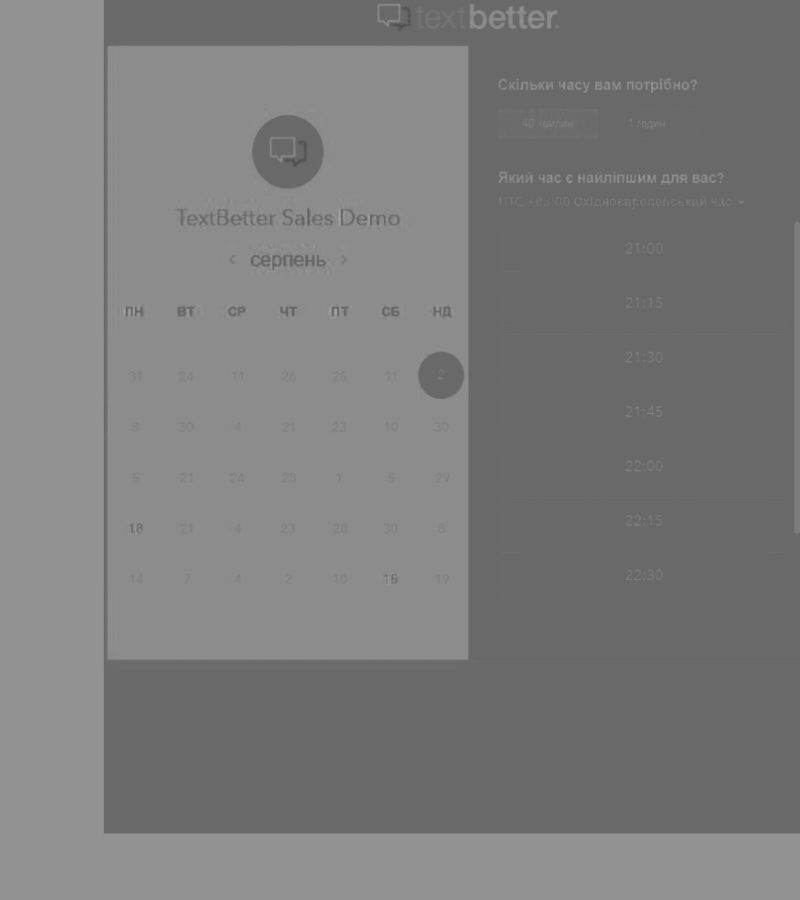 textbetter.
TextBetter Sales Demo
‹ серпень ›
ПН ВТ СР ЧТ ПТ СБ НД
31 24 11 26 25 11 2
8 30 4 21 23 10 30
5 21 24 28 1 5 29
18 21 4 23 28 30 8
14 7 4 2 10 15 19
Скільки часу вам потрібно?
40 хвилин 1 годин
Який час є найліпшим для вас?
UTC +03:00 Східноєвропейський час
21:00
21:15
21:30
21:45
22:00
22:15
22:30